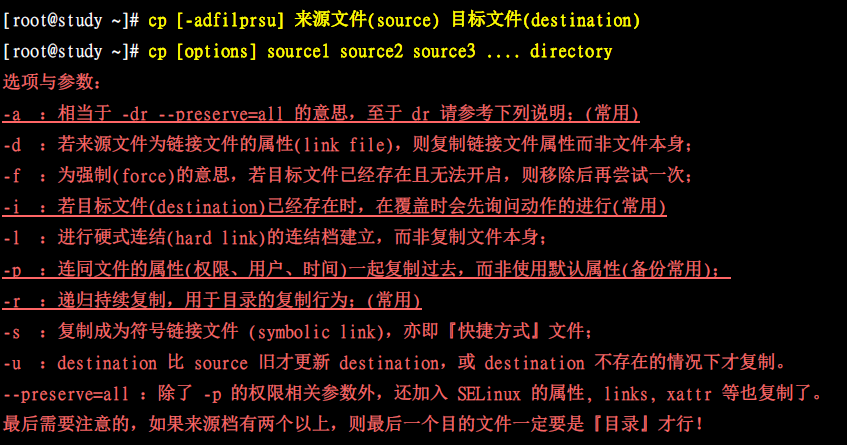 [root@study ~]# cp [-adfilprsu] 来源文件(source) 目标文件(destination)
[root@study ~]# cp [options] source1 source2 source3 .... directory
选项与参数:
-a :相当于 -dr --preserve=all 的意思,至于 dr 请参考下列说明;(常用)
-d :若来源文件为链接文件的属性(link file),则复制链接文件属性而非文件本身;
-f :为强制(force)的意思,若目标文件已经存在且无法开启,则移除后再尝试一次;
-i :若目标文件(destination)已经存在时,在覆盖时会先询问动作的进行(常用)
-l :进行硬式连结(hard link)的连结档建立,而非复制文件本身;
-p :连同文件的属性(权限、用户、时间)一起复制过去,而非使用默认属性(备份常用);
-r :递归持续复制,用于目录的复制行为;(常用)
-s :复制成为符号链接文件 (symbolic link),亦即『快捷方式』文件;
-u :destination 比 source 旧才更新 destination,或 destination 不存在的情况下才复制。
--preserve=all :除了 -p 的权限相关参数外,还加入 SELinux 的属性, links, xattr 等也复制了。
最后需要注意的,如果来源档有两个以上,则最后一个目的文件一定要是『目录』才行!